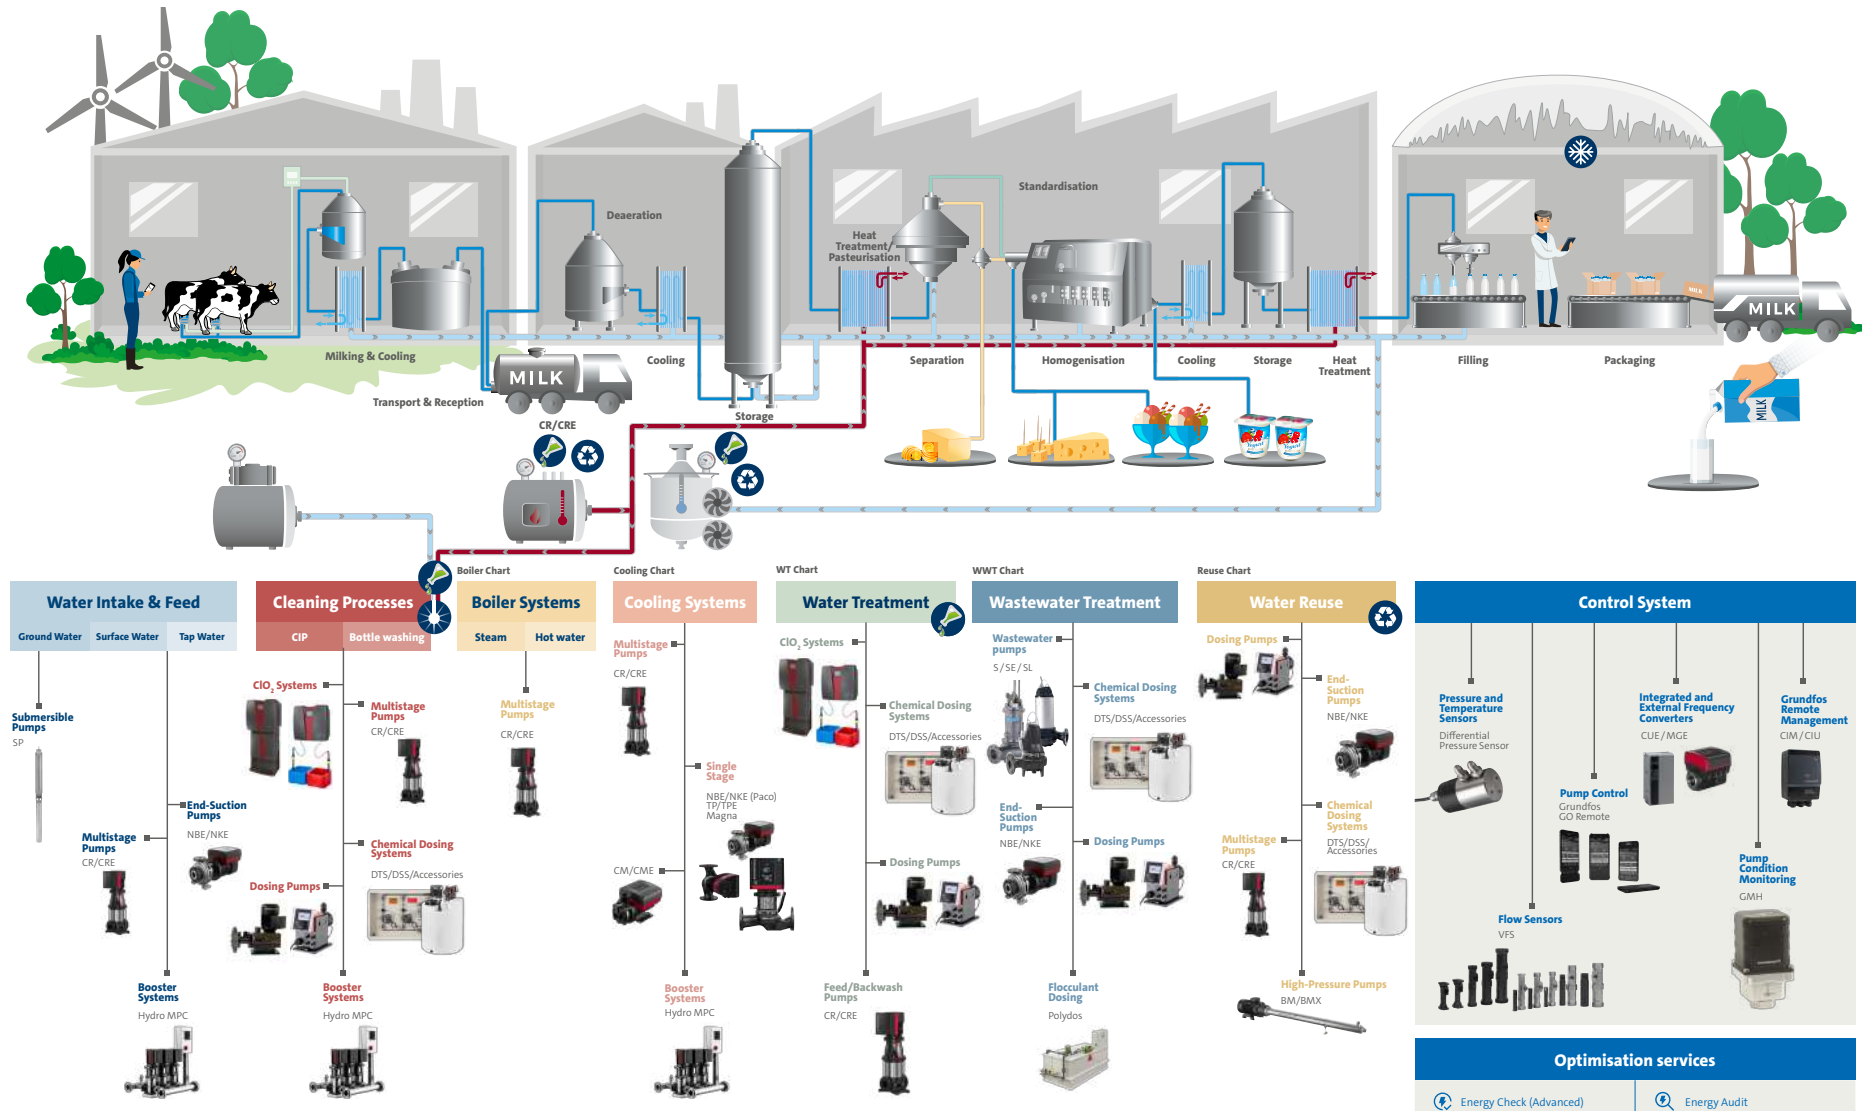 Standardisation
Deaeration
Heat
Treatment/
Pasteurisation
Milking & Cooling
Transport & Reception
MILK
CR/CRE
Cooling
Storage
Separation
Homogenisation
Cooling
Storage
Heat
Treatment
Filling
Packaging
MILK
MILK
MILK
Yogurt
Yogurt
Water Intake & Feed
Ground Water
Surface Water
Tap Water
Submersible
Pumps
SP
End-Suction
Pumps
NBE/NKE
Multistage
Pumps
CR/CRE
Booster
Systems
Hydro MPC
Cleaning Processes
CIP
Bottle washing
ClO2 Systems
Multistage
Pumps
CR/CRE
Chemical Dosing
Systems
DTS/DSS/Accessories
Dosing Pumps
Booster
Systems
Hydro MPC
Boiler Chart
Boiler Systems
Steam
Hot water
Multistage
Pumps
CR/CRE
Cooling Chart
Cooling Systems
Multistage
Pumps
CR/CRE
Single
Stage
NBE/NKE (Paco)
TP/TPE
Magna
CM/CME
Booster
Systems
Hydro MPC
WT Chart
Water Treatment
ClO2 Systems
Chemical Dosing
Systems
DTS/DSS/Accessories
Dosing Pumps
Feed/Backwash
Pumps
CR/CRE
WWT Chart
Wastewater Treatment
Wastewater
pumps
S/SE/SL
Chemical Dosing
Systems
DTS/DSS/Accessories
End-
Suction
Pumps
NBE/NKE
Dosing Pumps
Flocculant
Dosing
Polydos
Reuse Chart
Water Reuse
Dosing Pumps
End-
Suction
Pumps
NBE/NKE
Chemical
Dosing
Systems
DTS/DSS/
Accessories
Multistage
Pumps
CR/CRE
High-Pressure Pumps
BM/BMX
Control System
Pressure and
Temperature
Sensors
Differential
Pressure Sensor
Integrated and
External Frequency
Converters
CUE/MGE
Grundfos
Remote
Management
CIM/CIU
Pump Control
Grundfos
GO Remote
Pump
Condition
Monitoring
GMH
Flow Sensors
VFS
Optimisation services
Energy Check (Advanced)
Energy Audit